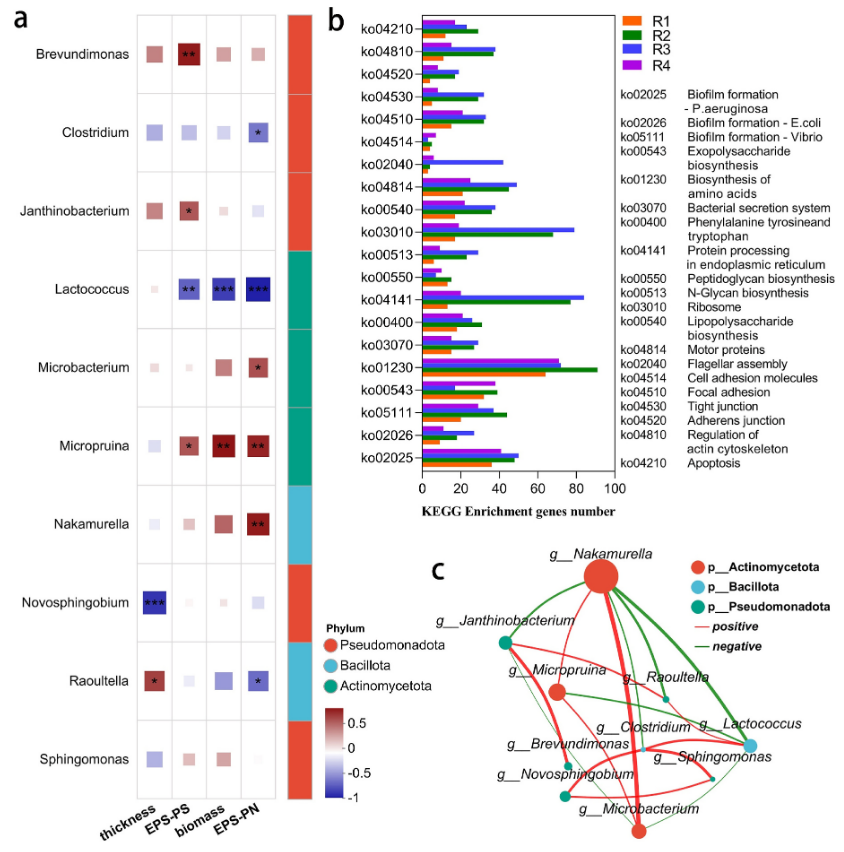 a
Brevundimonas
**
Clostridium
*
Janthinobacterium
*
Lactococcus
** *** ***
Microbacterium
*
Micropruina
* ** **
Nakamurella
**
Novosphingobium
***
Raoultella
* *
Sphingomonas
thickness
EPS-PS
biomass
EPS-PN
Phylum
Pseudomonadota
Bacillota
Actinomycetota
0.5
0
-0.5
-1
b
ko04210
ko04810
ko04520
ko04530
ko04510
ko04514
ko02040
ko04814
ko00540
ko03010
ko00513
ko00550
ko04141
ko00400
ko03070
ko01230
ko00543
ko05111
ko02026
ko02025
0 20 40 60 80 100
KEGG Enrichment genes number
R1
R2
R3
R4
ko02025 Biofilm formation
- P.aeruginosa
ko02026 Biofilm formation - E.coli
ko05111 Biofilm formation - Vibrio
ko00543 Exopolysaccharide
biosynthesis
ko01230 Biosynthesis of
amino acids
ko03070 Bacterial secretion system
ko00400 Phenylalanine tyrosineand
tryptophan
ko04141 Protein processing
in endoplasmic reticulum
ko00550 Peptidoglycan biosynthesis
ko00513 N-Glycan biosynthesis
ko03010 Ribosome
ko00540 Lipopolysaccharide
biosynthesis
ko04814 Motor proteins
ko02040 Flagellar assembly
ko04514 Cell adhesion molecules
ko04510 Focal adhesion
ko04530 Tight junction
ko04520 Adherens junction
ko04810 Regulation of
actin cytoskeleton
ko04210 Apoptosis
c
g__Nakamurella
g__Janthinobacterium
g__Micropruina
g__Raoultella
g__Clostridium
g__Lactococcus
g__Brevundimonas
g__Sphingomonas
g__Novosphingobium
g__Microbacterium
p__Actinomycetota
p__Bacillota
p__Pseudomonadota
positive
negative